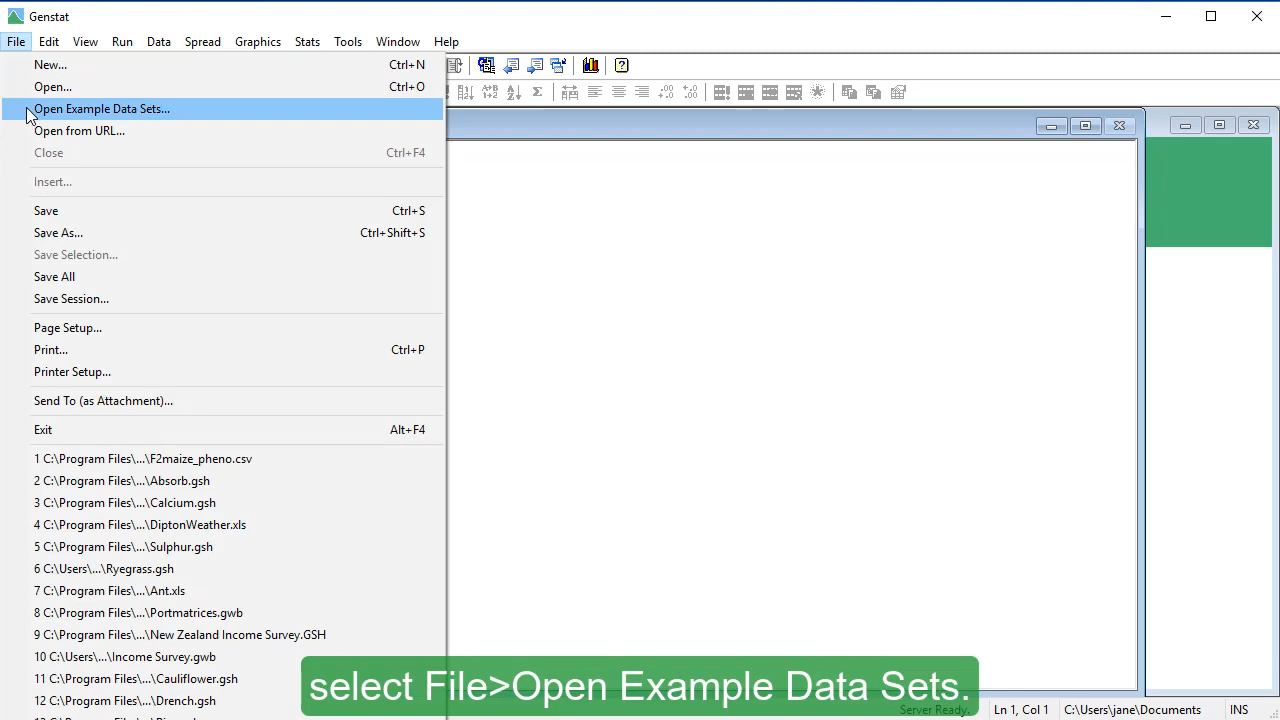 Genstat
File Edit View Run Data Spread Graphics Stats Tools Window Help
New... Ctrl+N
Open... Ctrl+O
Open Example Data Sets...
Open from URL...
Close Ctrl+F4
Insert...
Save Ctrl+S
Save As... Ctrl+Shift+S
Save Selection...
Save All
Save Session...
Page Setup...
Print... Ctrl+P
Printer Setup...
Send To (as Attachment)...
Exit Alt+F4
1 C:\Program Files\...\F2maize_pheno.csv
2 C:\Program Files\...\Absorb.gsh
3 C:\Program Files\...\Calcium.gsh
4 C:\Program Files\...\DiptonWeather.xls
5 C:\Program Files\...\Sulphur.gsh
6 C:\Users\...\Ryegrass.gsh
7 C:\Program Files\...\Ant.xls
8 C:\Program Files\...\Portmatrices.gwb
9 C:\Program Files\...\New Zealand Income Survey.GSH
10 C:\Users\...\Income Survey.gwb
11 C:\Program Files\...\Cauliflower.gsh
12 C:\Program Files\...\Drench.gsh
select File>Open Example Data Sets.
Server Ready. Ln 1, Col 1 C:\Users\jane\Documents INS